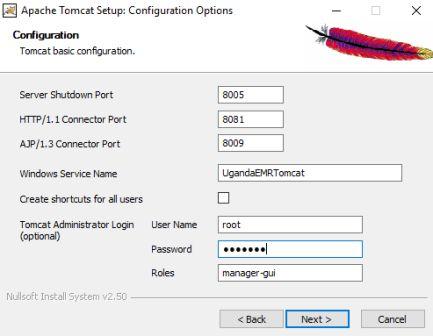 Apache Tomcat Setup: Configuration Options
Configuration
Tomcat basic configuration.
Server Shutdown Port 8005
HTTP/1.1 Connector Port 8081
AJP/1.3 Connector Port 8009
Windows Service Name UgandaEMRTomcat
Create shortcuts for all users
Tomcat Administrator Login User Name root
(optional)
Password ●●●●●●●
Roles manager-gui
Nullsoft Install System v2.50
< Back Next > Cancel